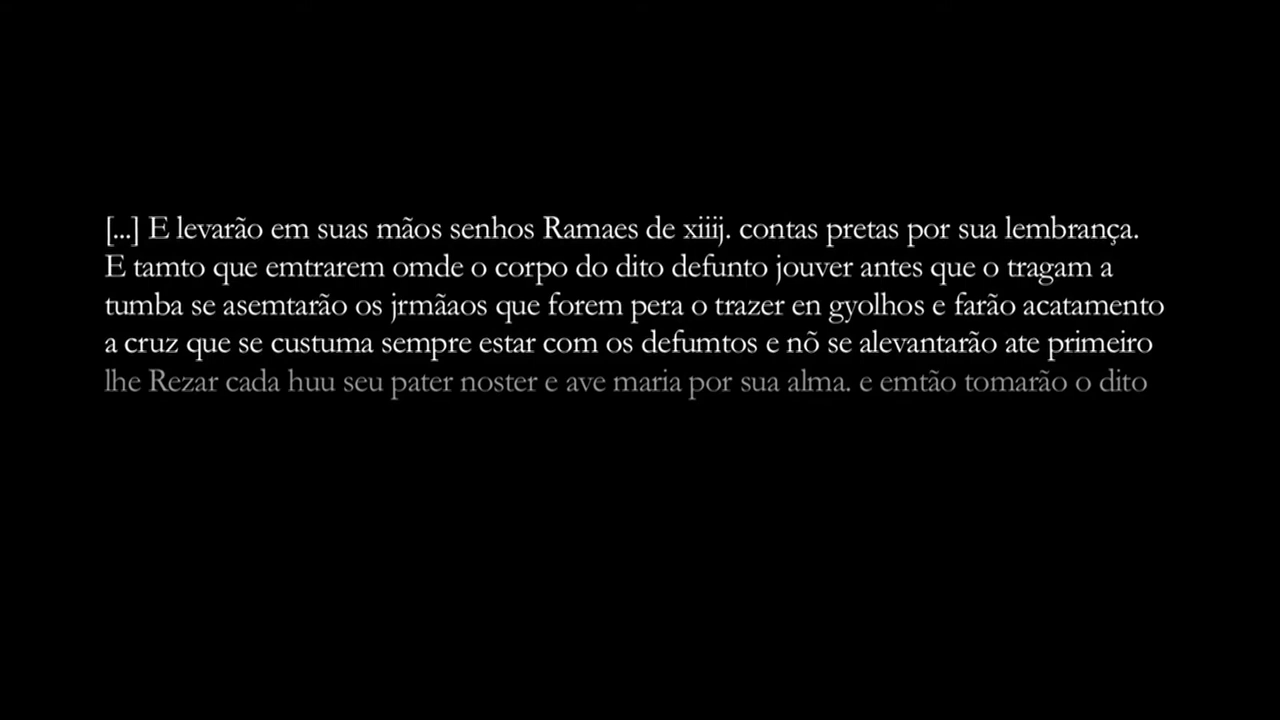 [...] E levarão em suas mãos senhos Ramaes de xiiij. contas pretas por sua lembrança.
E tamto que emtrarem omde o corpo do dito defunto jouver antes que o tragam a
tumba se asemtarão os jrmãaos que forem pera o trazer en gyolhos e farão acatamento
a cruz que se custuma sempre estar com os defumtos e nõ se alevantarão ate primeiro
lhe Rezar cada huu seu pater noster e ave maria por sua alma. e emtão tomarão o dito